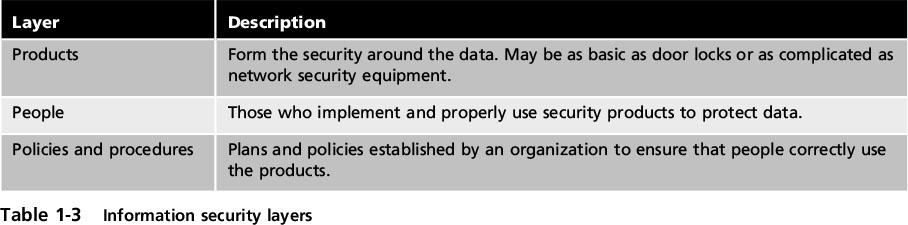 Layer Description
Products Form the security around the data. May be as basic as door locks or as complicated as
network security equipment.
People Those who implement and properly use security products to protect data.
Policies and procedures Plans and policies established by an organization to ensure that people correctly use
the products.
Table 1-3 Information security layers